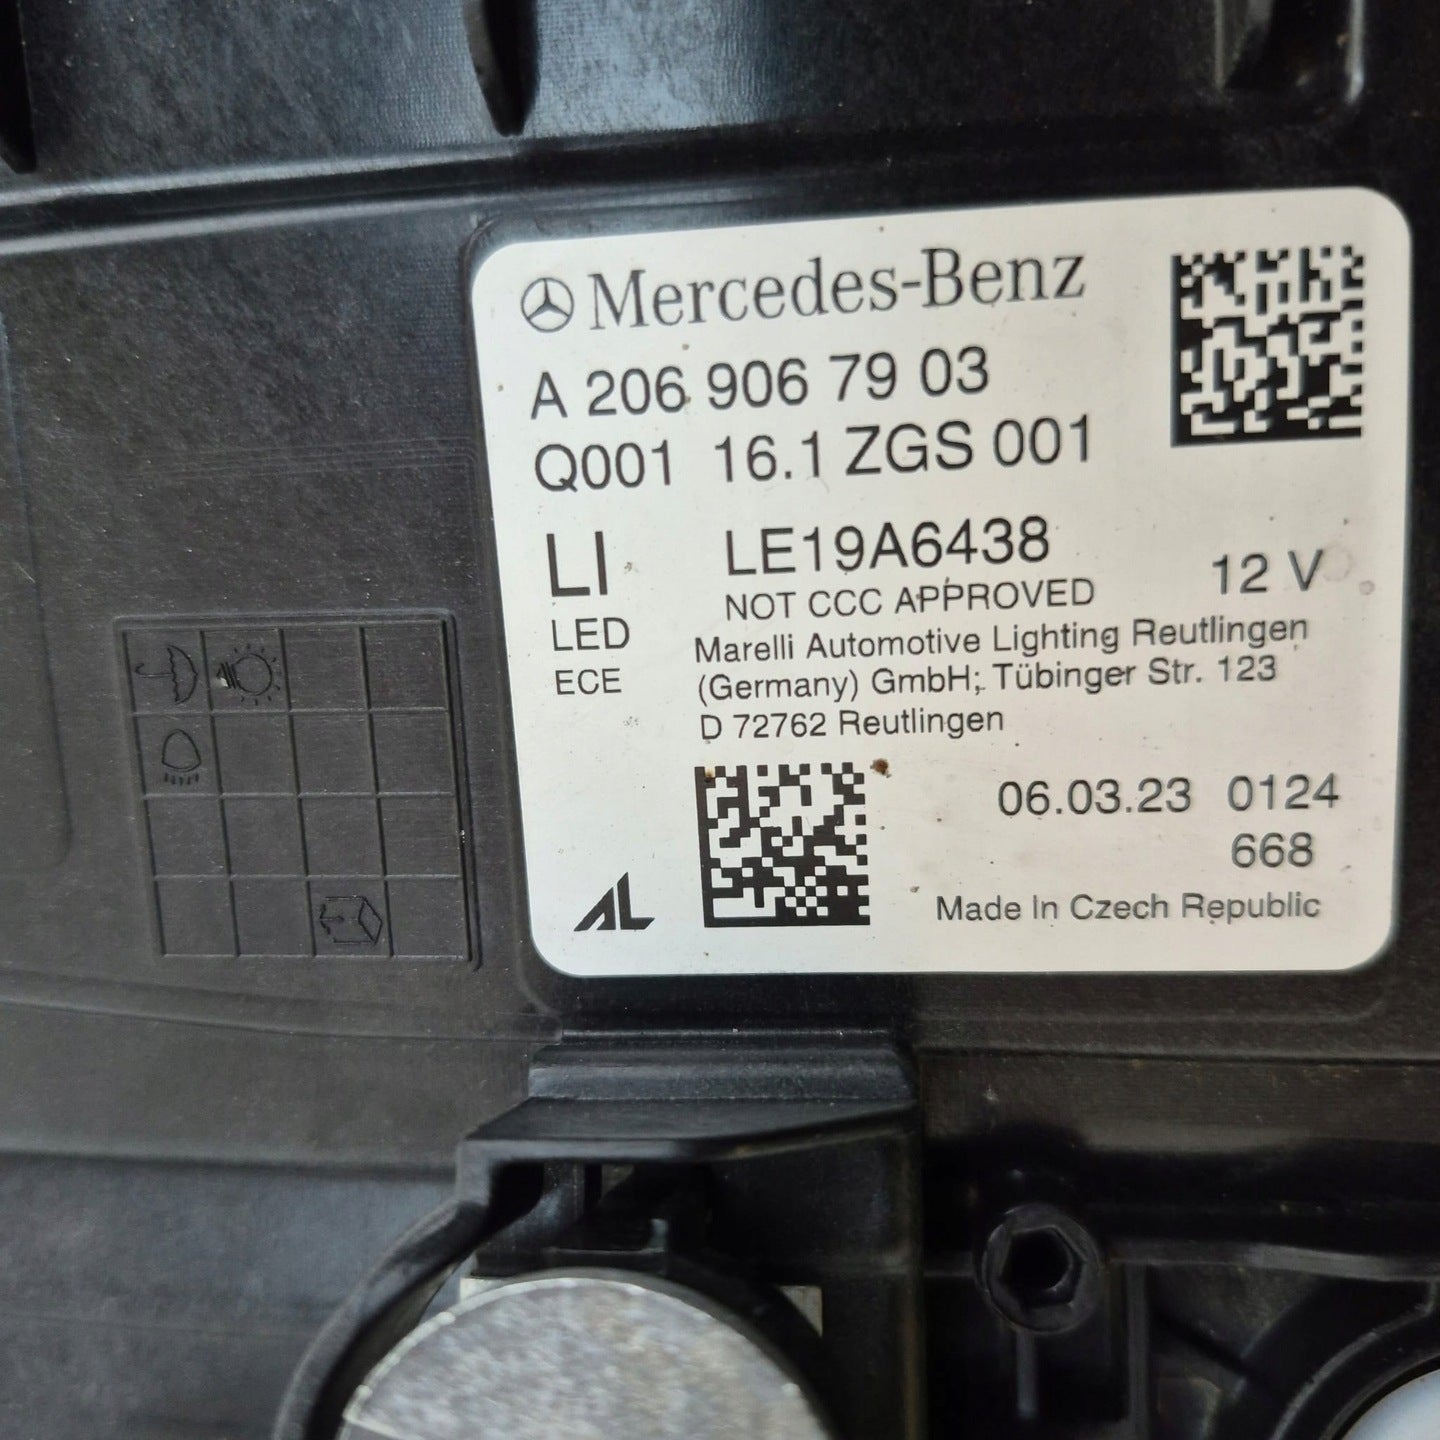 Mercedes-Benz
A 206 906 79 03
Q001 16.1 ZGS 001
LI LE19A6438
12 V
NOT CCC APPROVED
LED
ECE
Marelli Automotive Lighting Reutlingen
(Germany) GmbH; Tübinger Str. 123
D 72762 Reutlingen
06.03.23 0124
668
AL
Made In Czech Republic